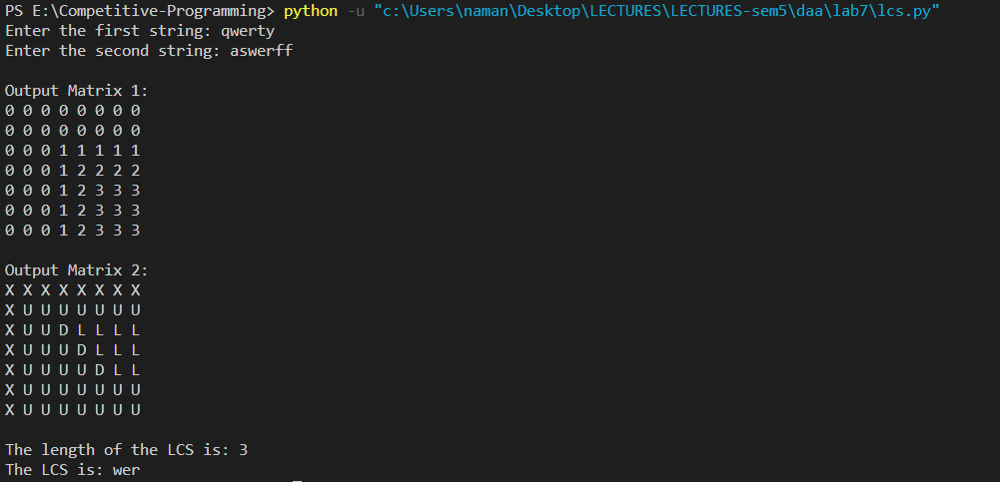 PS E:\Competitive-Programming> python -u "c:\Users\naman\Desktop\LECTURES\LECTURES-sem5\daa\lab7\lcs.py"
Enter the first string: qwerty
Enter the second string: aswerff
Output Matrix 1:
0 0 0 0 0 0 0 0
0 0 0 0 0 0 0 0
0 0 0 1 1 1 1 1
0 0 0 1 2 2 2 2
0 0 0 1 2 3 3 3
0 0 0 1 2 3 3 3
0 0 0 1 2 3 3 3
Output Matrix 2:
X X X X X X X X
X U U U U U U U
X U U D L L L L
X U U U D L L L
X U U U U D L L
X U U U U U U U
X U U U U U U U
The length of the LCS is: 3
The LCS is: wer